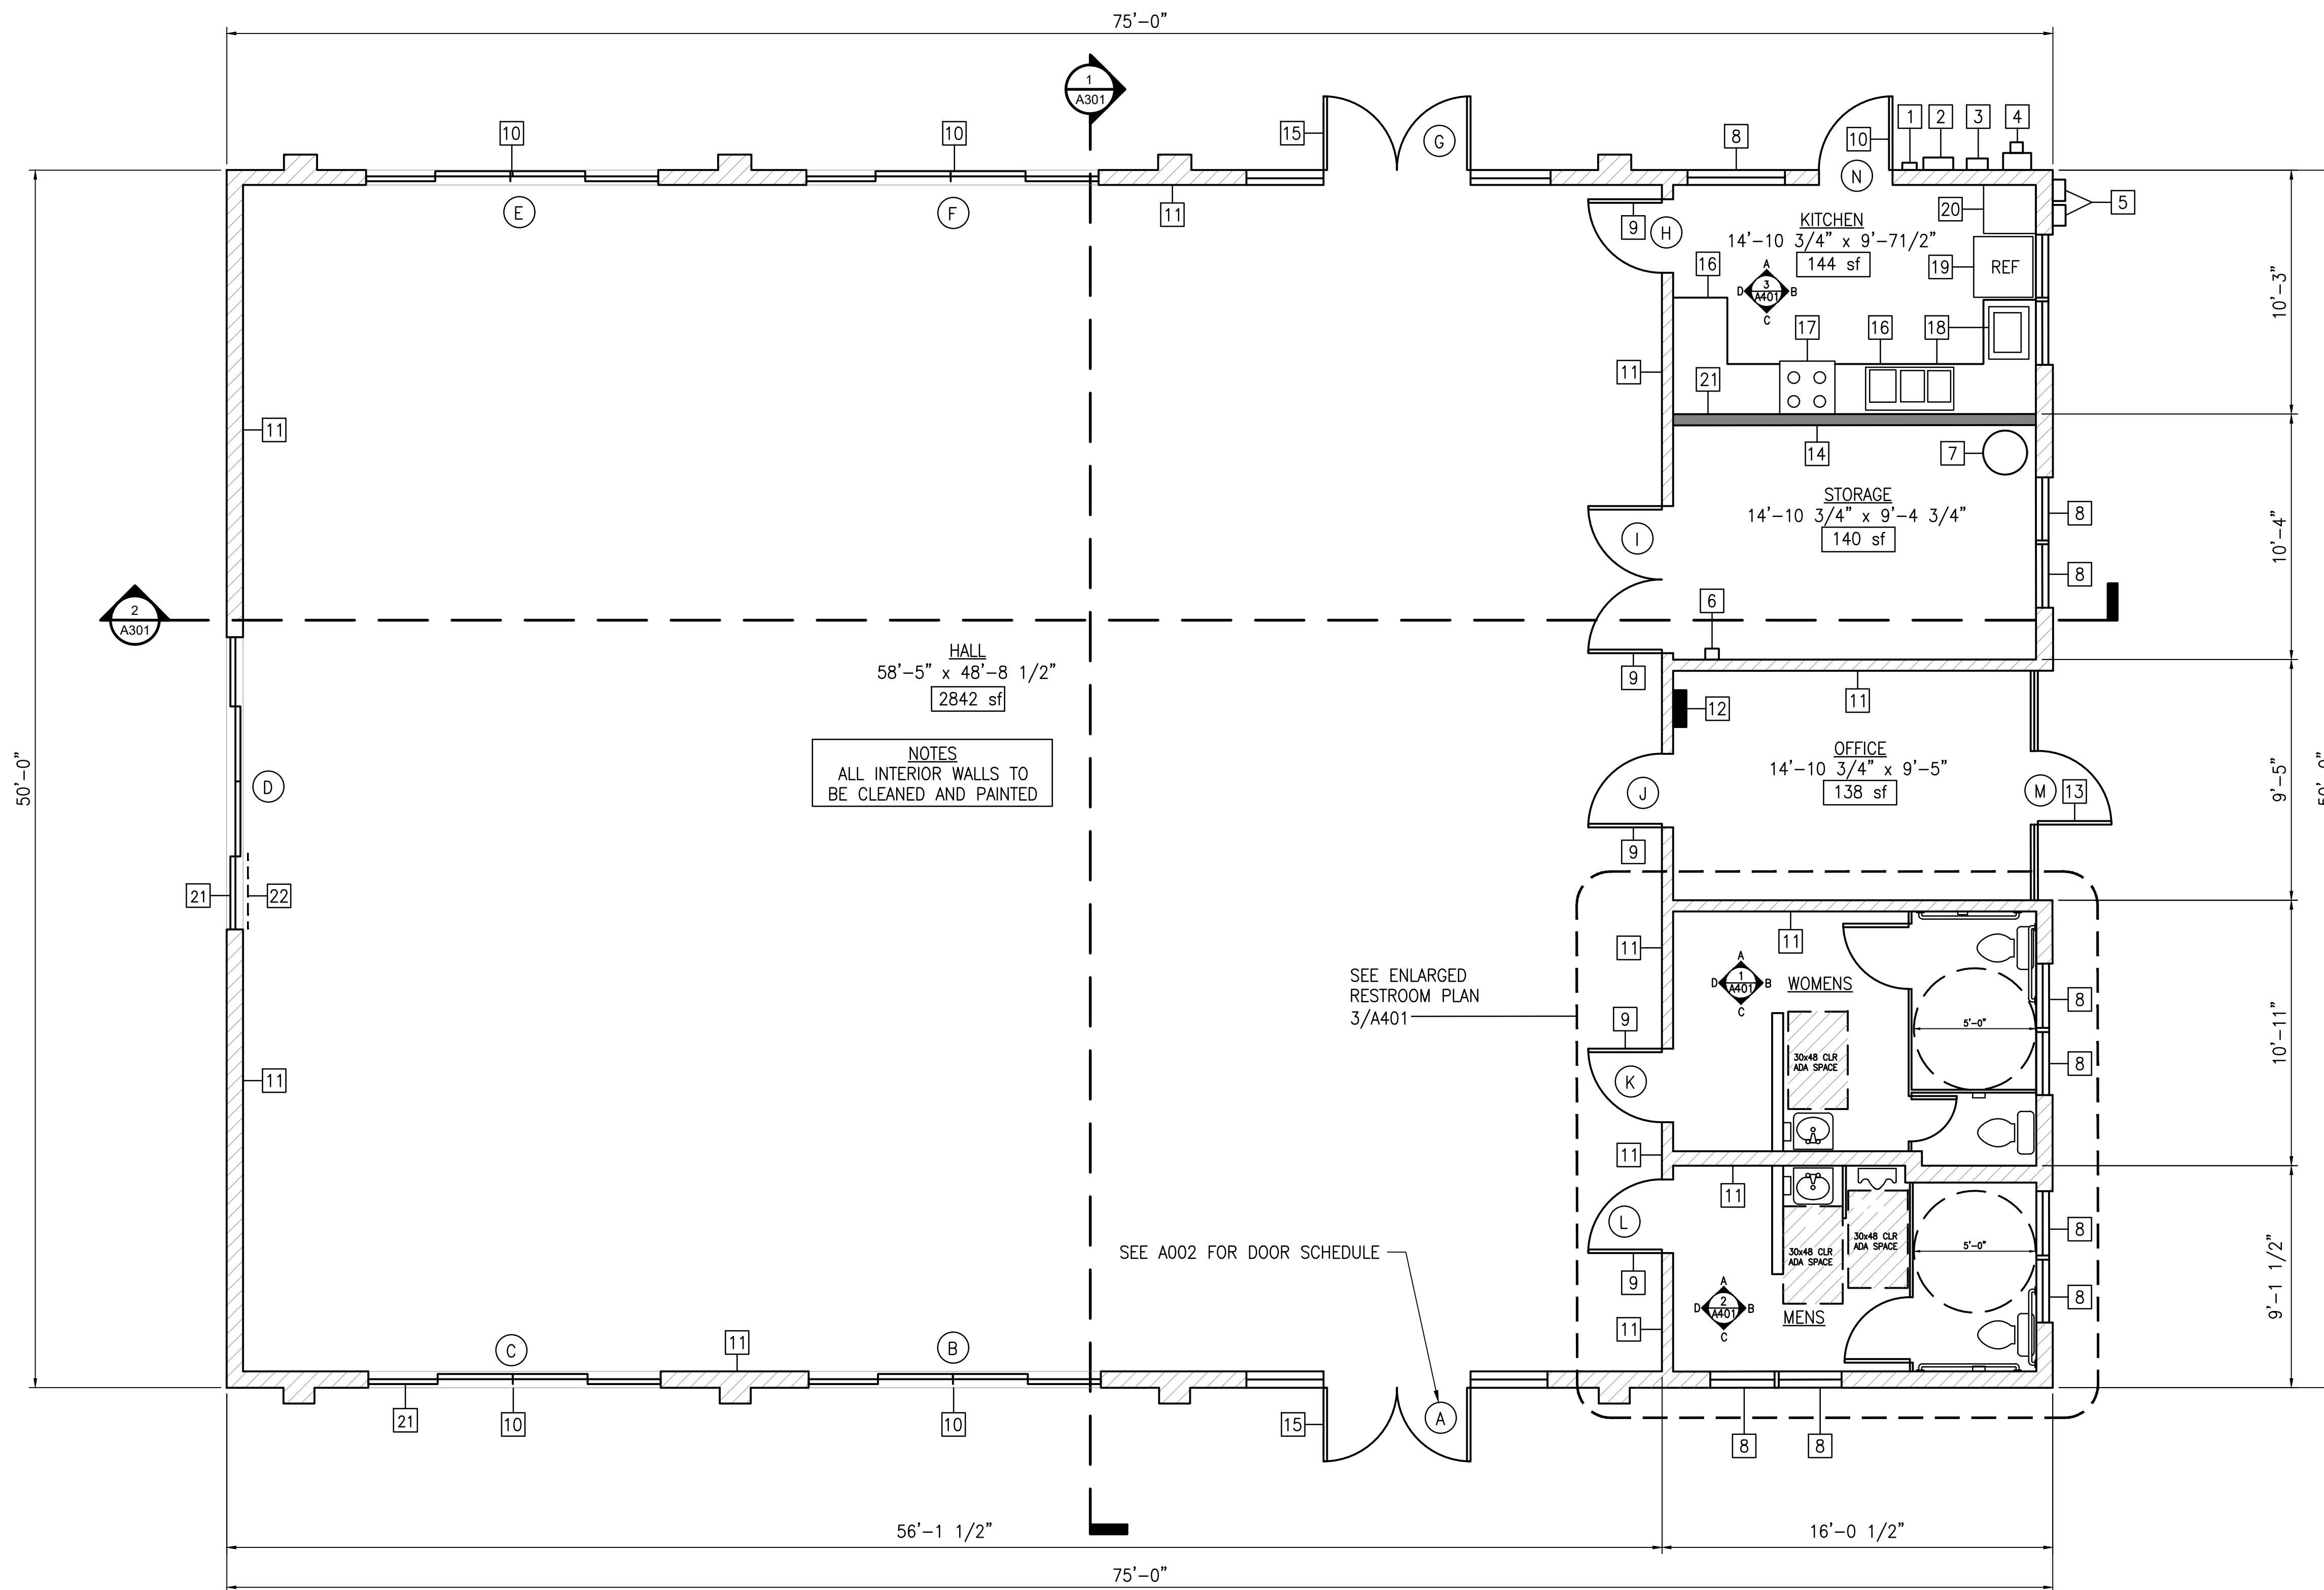 75'-0"
1
A301
10
10
15
G
8
10
1
2
3
4
N
E
F
11
9
H
KITCHEN
14'-10 3/4" x 9'-71/2"
144 sf
20
5
16
A
D
3
B
A401
C
19
REF
10'-3"
17
16
18
11
21
11
14
7
STORAGE
14'-10 3/4" x 9'-4 3/4"
140 sf
8
I
10'-4"
8
6
2
A301
HALL
58'-5" x 48'-8 1/2"
2842 sf
9
11
12
NOTES
ALL INTERIOR WALLS TO
BE CLEANED AND PAINTED
OFFICE
14'-10 3/4" x 9'-5"
138 sf
50'-0"
D
J
M
13
9'-5"
50'-0"
9
21
22
11
11
SEE ENLARGED
RESTROOM PLAN
3/A401
A
D
1
B
A401
C
WOMENS
8
9
5'-0"
10'-11"
30x48 CLR
ADA SPACE
8
11
K
11
11
L
SEE A002 FOR DOOR SCHEDULE
30x48 CLR
ADA SPACE
30x48 CLR
ADA SPACE
5'-0"
8
9'-1 1/2"
9
A
D
2
B
A401
C
MENS
8
11
11
C
B
21
10
10
15
A
8
8
56'-1 1/2"
16'-0 1/2"
75'-0"